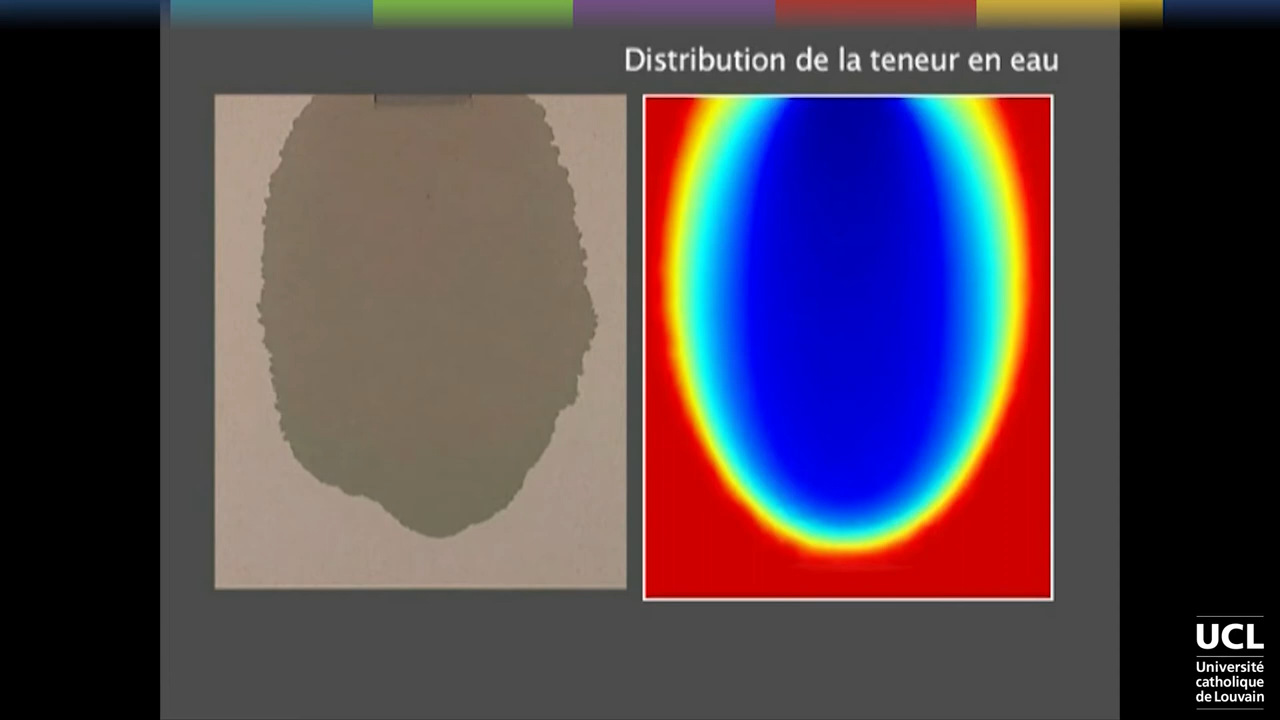 Distribution de la teneur en eau
UCL
Université
catholique
de Louvain